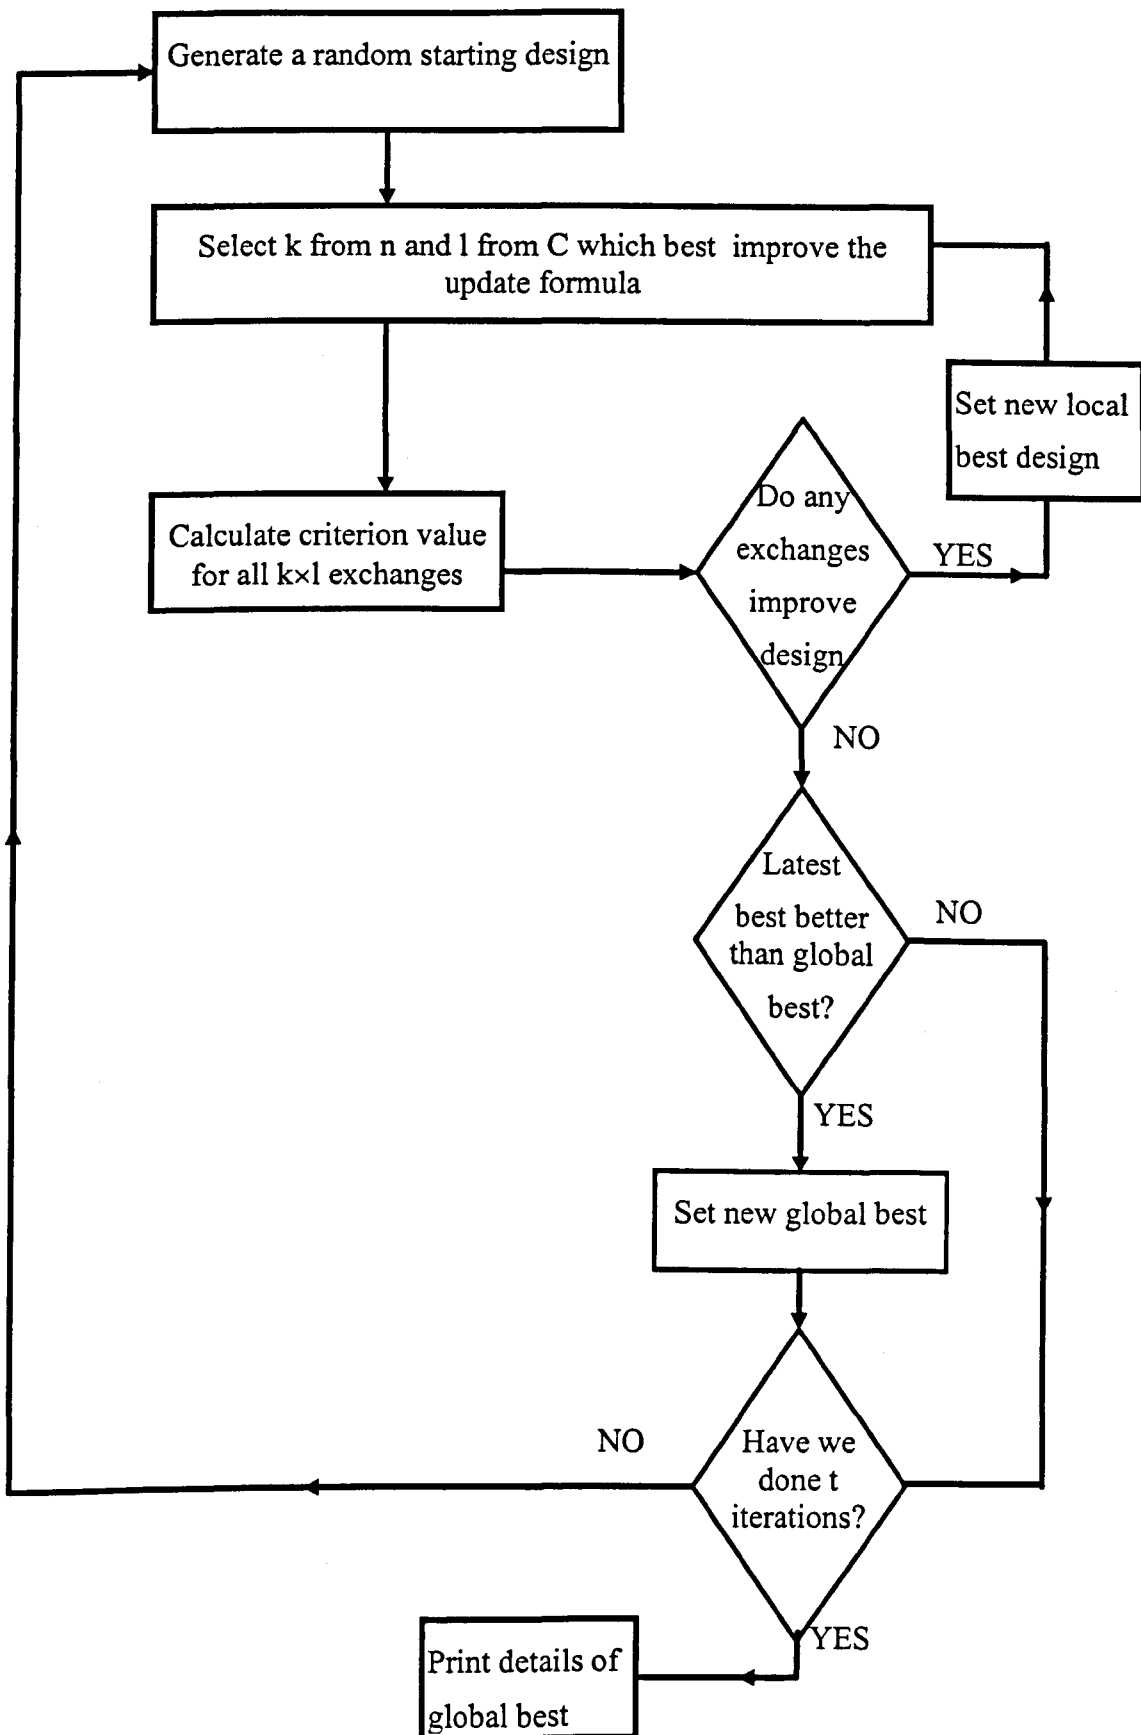 Generate a random starting design
Select k from n and l from C which best improve the
update formula
Set new local
best design
Calculate criterion value
for all k×l exchanges
Do any
exchanges
improve
design
YES
NO
Latest
best better
than global
best?
NO
YES
Set new global best
NO
Have we
done t
iterations?
YES
Print details of
global best